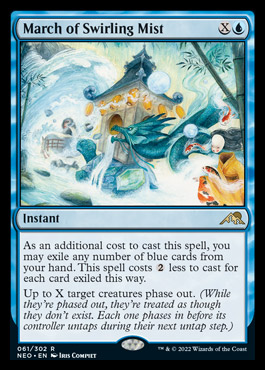 March of Swirling Mist X
Instant
As an additional cost to cast this spell, you
may exile any number of blue cards from
your hand. This spell costs 2 less to cast for
each card exiled this way.
Up to X target creatures phase out. (While
they're phased out, they're treated as though
they don't exist. Each one phases in before its
controller untaps during their next untap step.)
061/302 R
NEO • EN Iris Compiet
™ & © 2022 Wizards of the Coast